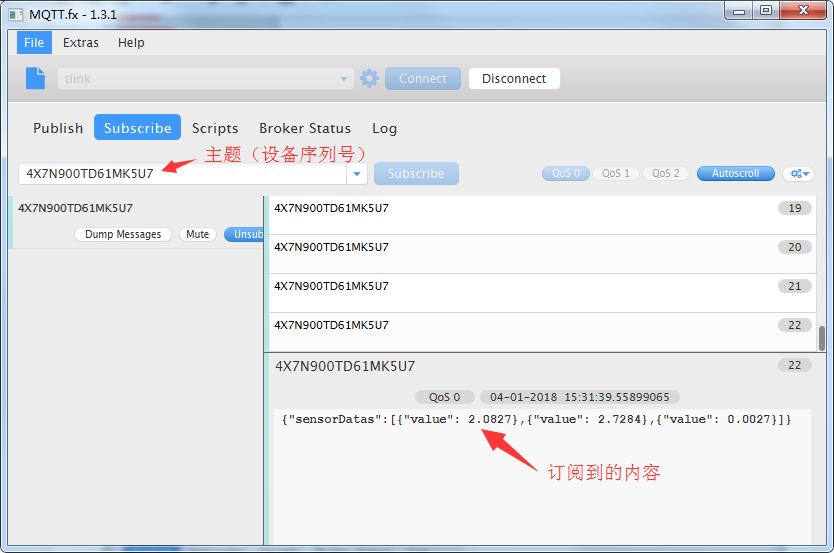 MQTT.fx - 1.3.1
File Extras Help
tlink Connect Disconnect
Publish Subscribe Scripts Broker Status Log
主题（设备序列号）
4X7N900TD61MK5U7 Subscribe QoS 0 QoS 1 QoS 2 Autoscroll
4X7N900TD61MK5U7
Dump Messages Mute Unsub
4X7N900TD61MK5U7 19
4X7N900TD61MK5U7 20
4X7N900TD61MK5U7 21
4X7N900TD61MK5U7 22
4X7N900TD61MK5U7 22
QoS 0 04-01-2018 15:31:39.55899065
{"sensorDatas":[{"value": 2.0827},{"value": 2.7284},{"value": 0.0027}]}
订阅到的内容